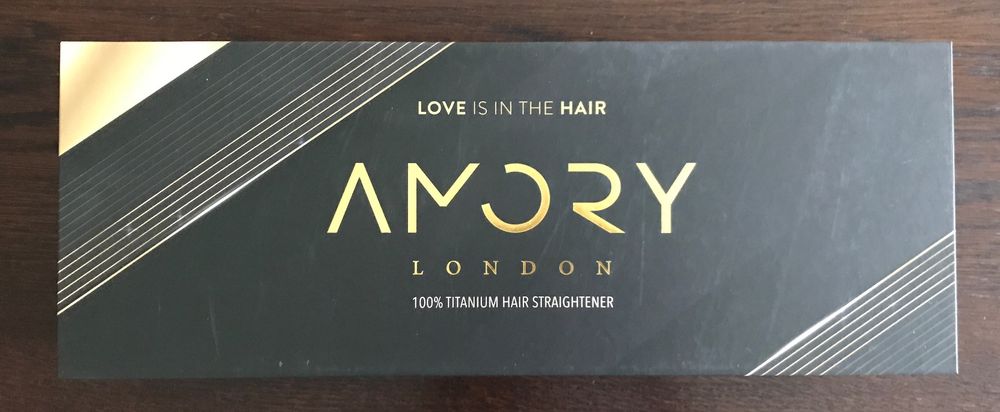 LOVE IS IN THE HAIR
AMORY
LONDON
100% TITANIUM HAIR STRAIGHTENER